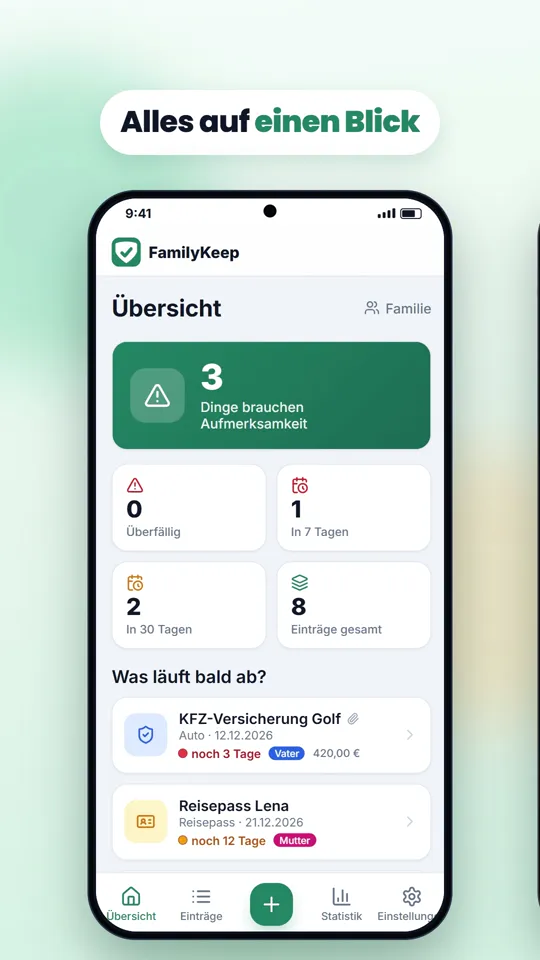 Alles auf einen Blick
9:41
FamilyKeep
Übersicht
Familie
3
Dinge brauchen
Aufmerksamkeit
0
Überfällig
1
In 7 Tagen
2
In 30 Tagen
8
Einträge gesamt
Was läuft bald ab?
KFZ-Versicherung Golf
Auto · 12.12.2026
noch 3 Tage Vater 420,00 €
Reisepass Lena
Reisepass · 21.12.2026
noch 12 Tage Mutter
Übersicht
Einträge
Statistik
Einstellung